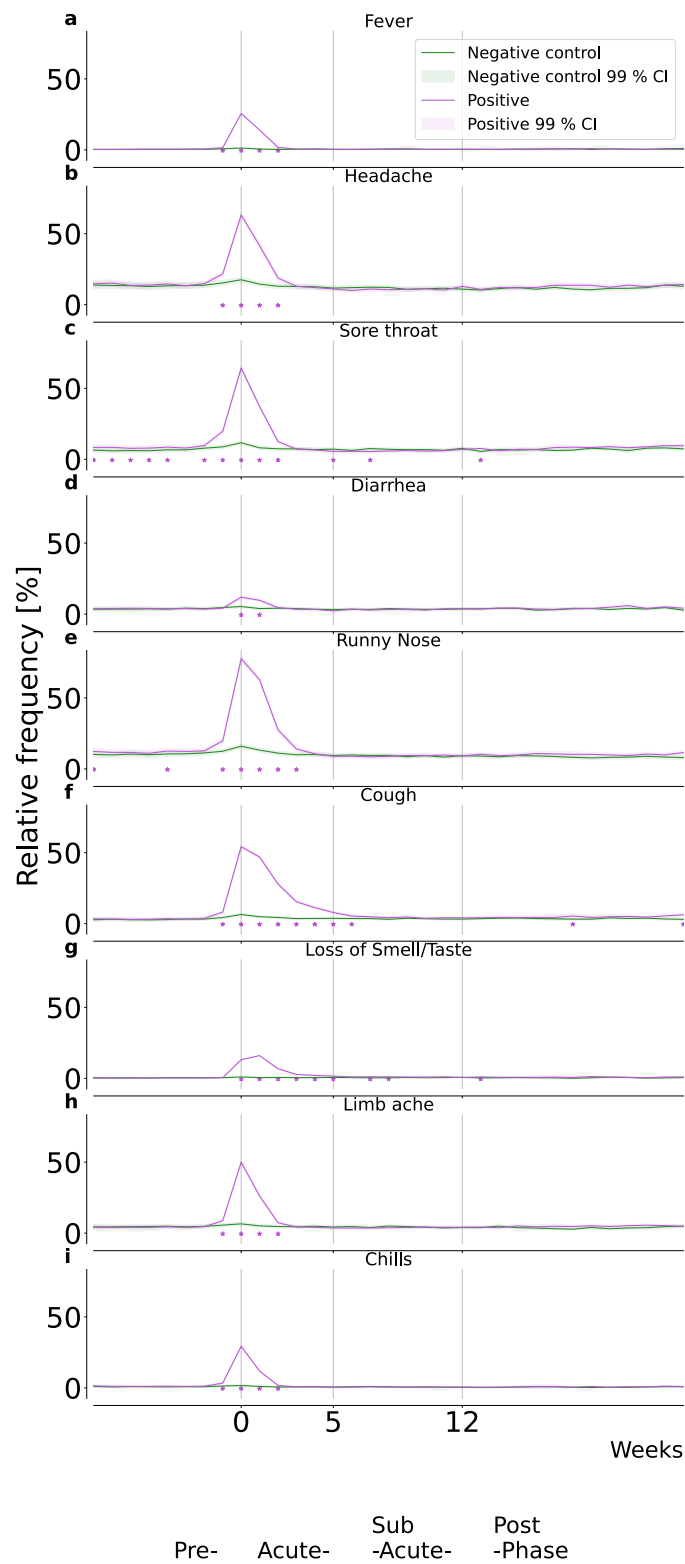 a
Fever
50
0
Negative control
Negative control 99 % CI
Positive
Positive 99 % CI
b
Headache
50
0
c
Sore throat
50
0
d
Diarrhea
50
0
e
Runny Nose
50
0
f
Cough
50
0
g
Loss of Smell/Taste
50
0
h
Limb ache
50
0
i
Chills
50
0
Relative frequency [%]
0 5 12
Weeks
Pre- Acute- Sub -Acute- Post -Phase